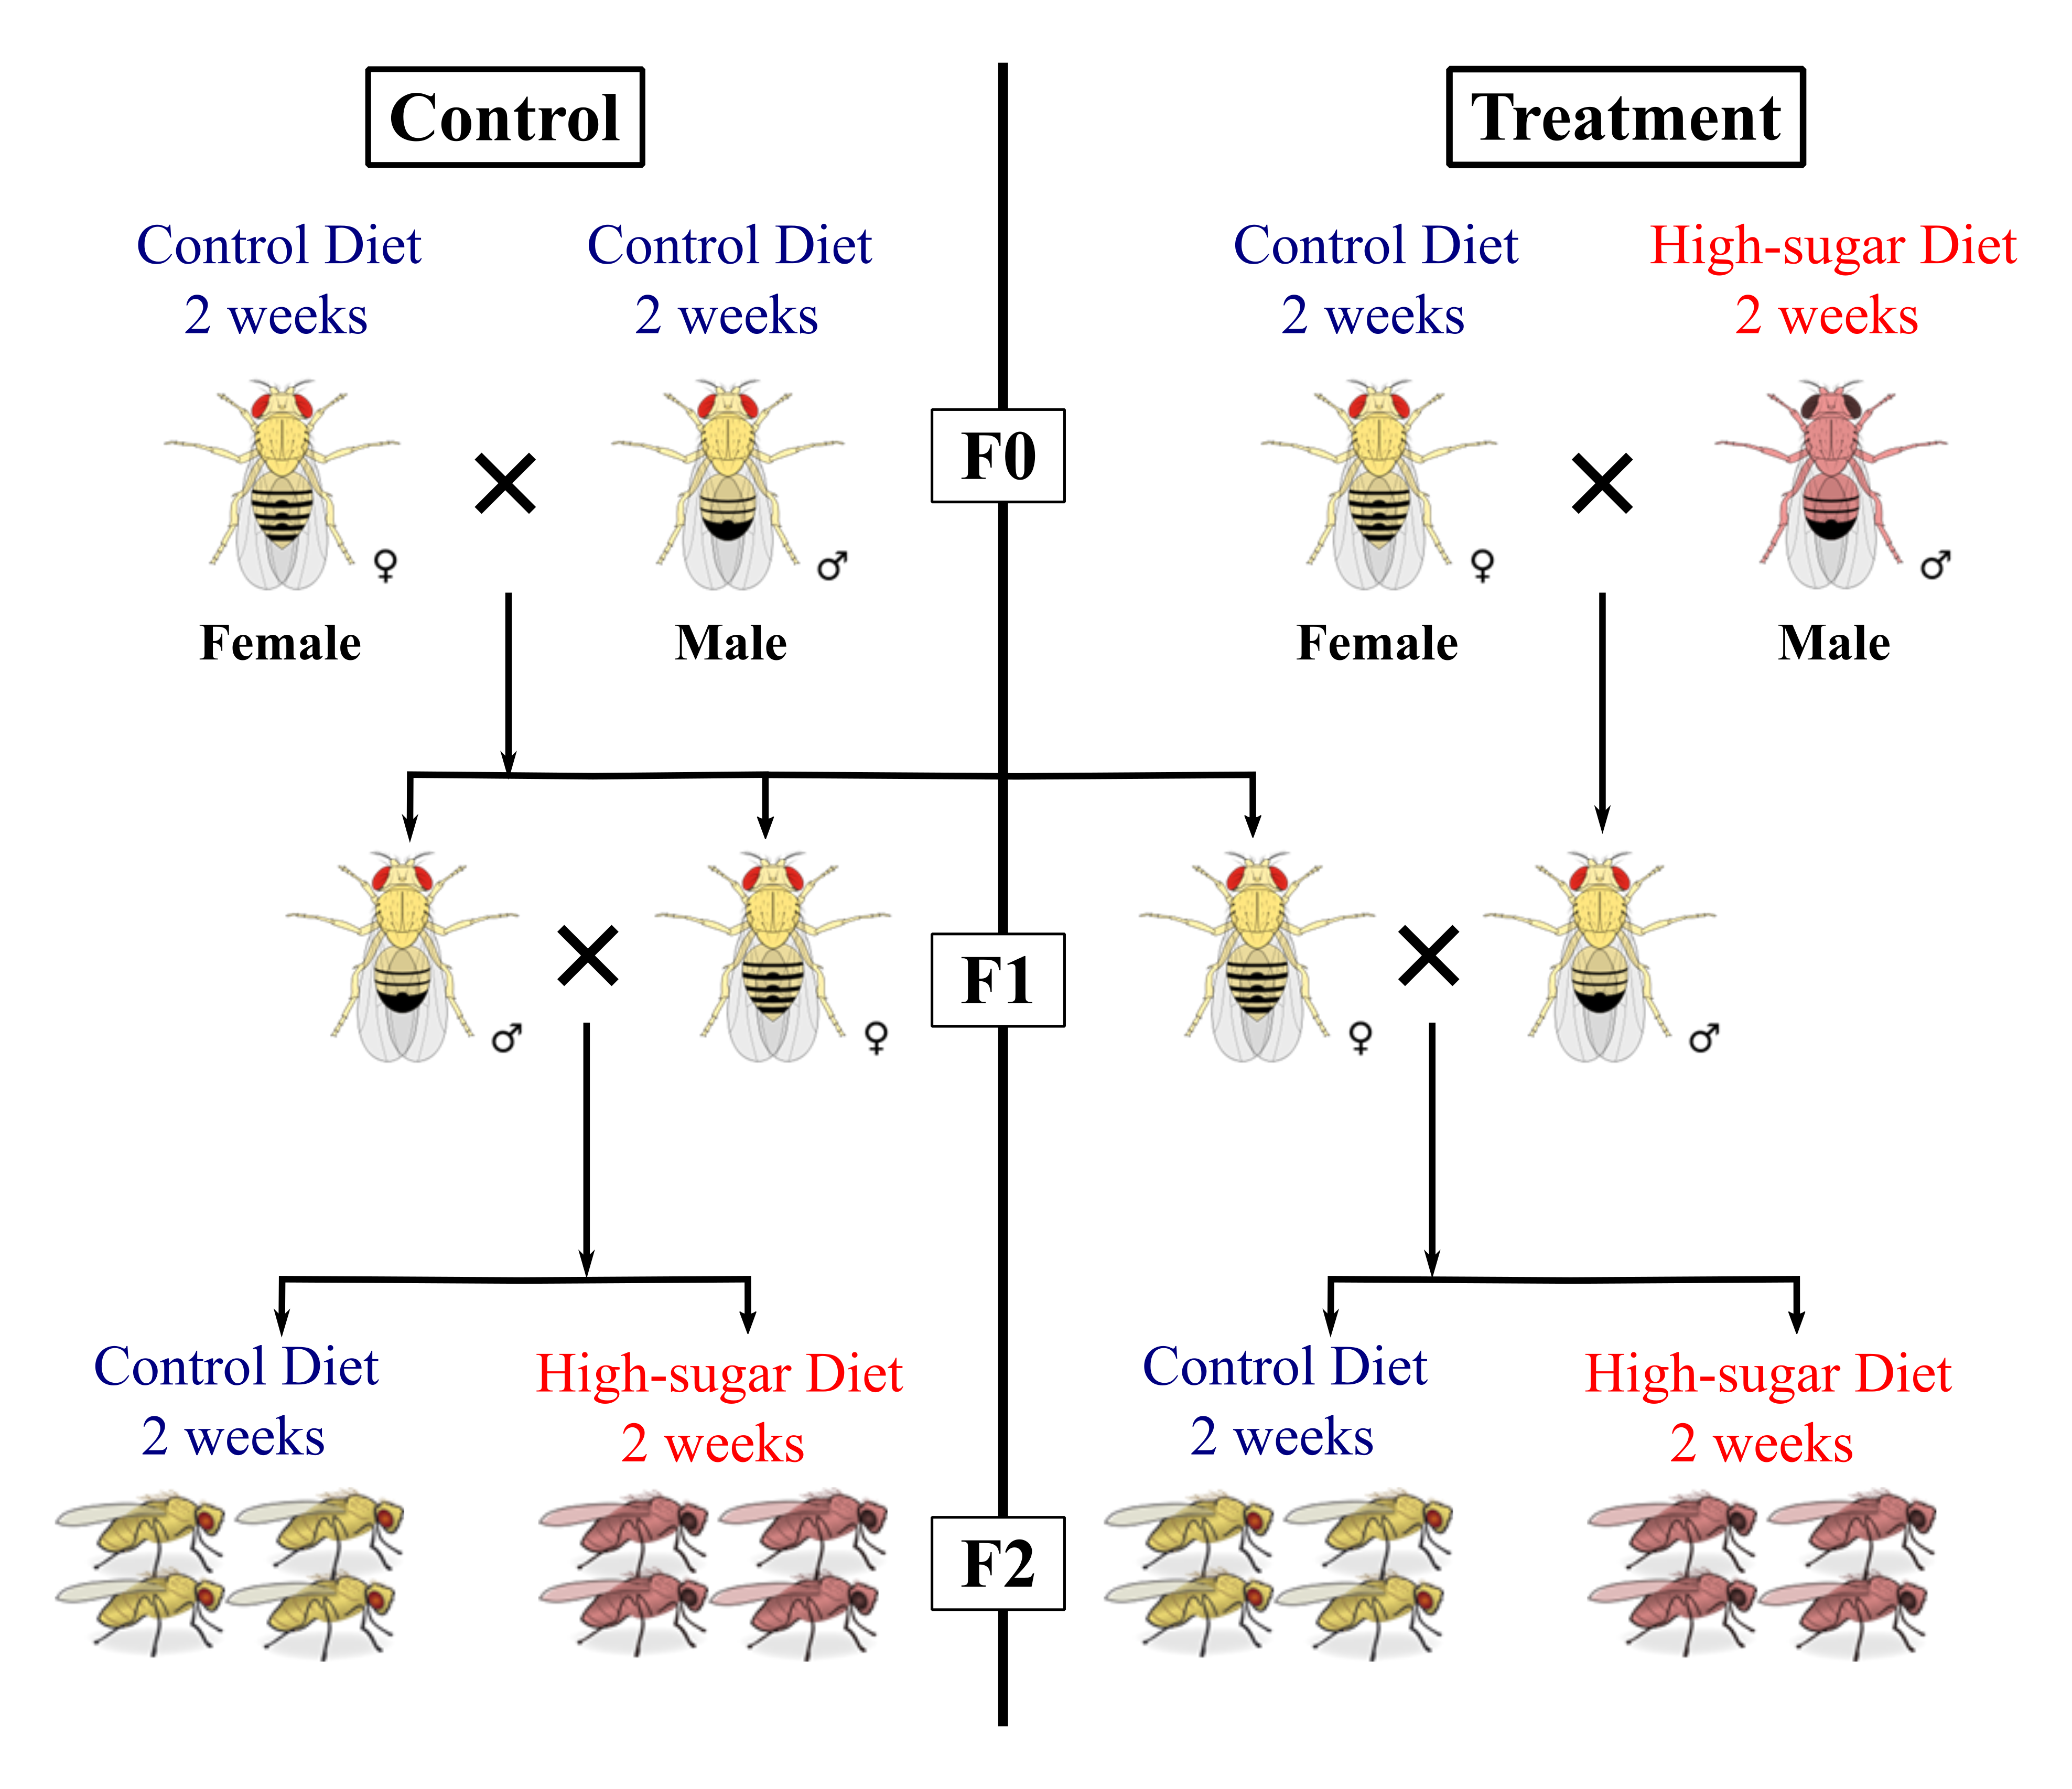 Control
Treatment
Control Diet
2 weeks
Control Diet
2 weeks
Control Diet
2 weeks
High-sugar Diet
2 weeks
F0
♀
♂
♀
♂
Female
Male
Female
Male
F1
♂
♀
♀
♂
Control Diet
2 weeks
High-sugar Diet
2 weeks
Control Diet
2 weeks
High-sugar Diet
2 weeks
F2